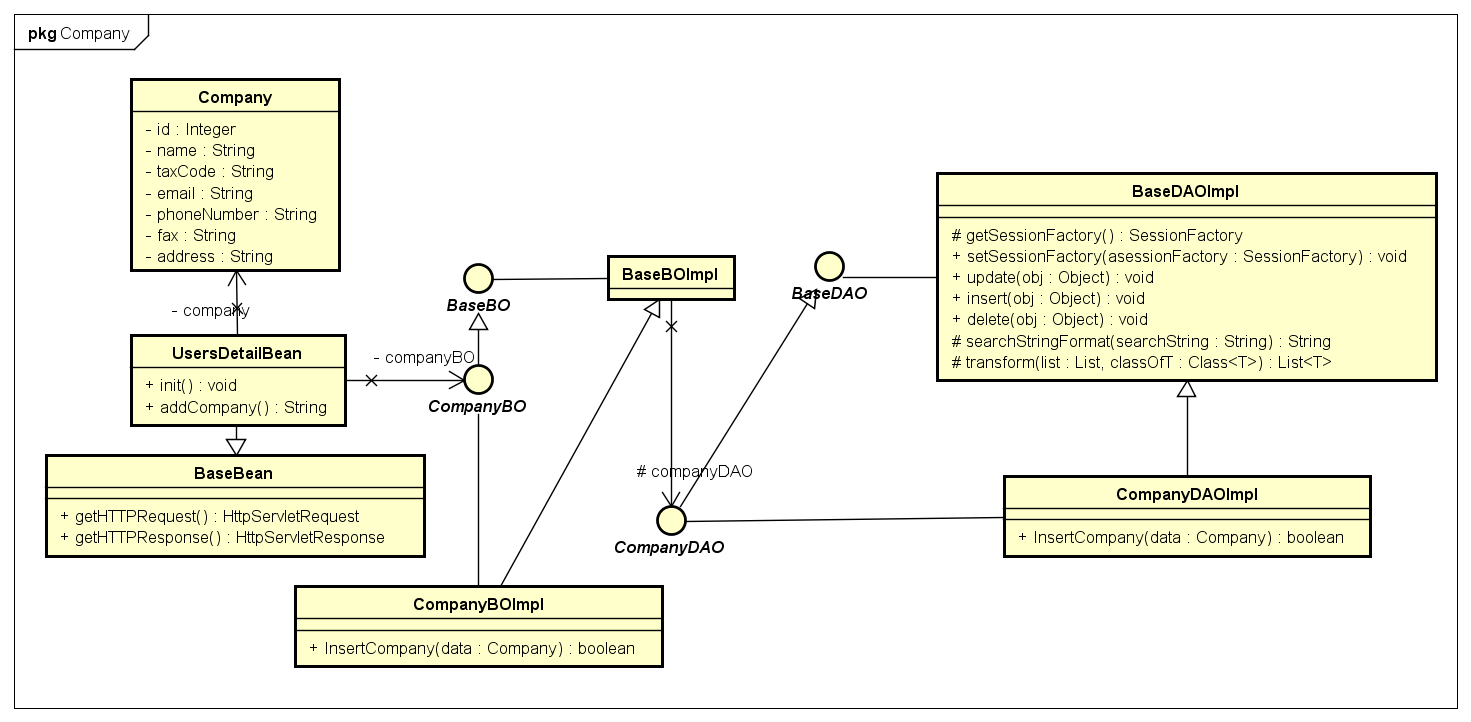 pkg Company
Company
- id : Integer
- name : String
- taxCode : String
- email : String
- phoneNumber : String
- fax : String
- address : String
- company
UsersDetailBean
+ init() : void
+ addCompany() : String
BaseBean
+ getHTTPRequest() : HttpServletRequest
+ getHTTPResponse() : HttpServletResponse
BaseBO
- companyBO
CompanyBO
BaseBOImpl
# companyDAO
CompanyDAO
CompanyBOImpl
+ InsertCompany(data : Company) : boolean
BaseDAO
BaseDAOImpl
# getSessionFactory() : SessionFactory
+ setSessionFactory(asessionFactory : SessionFactory) : void
+ update(obj : Object) : void
+ insert(obj : Object) : void
+ delete(obj : Object) : void
# searchStringFormat(searchString : String) : String
# transform(list : List, classOfT : Class<T>) : List<T>
CompanyDAOImpl
+ InsertCompany(data : Company) : boolean